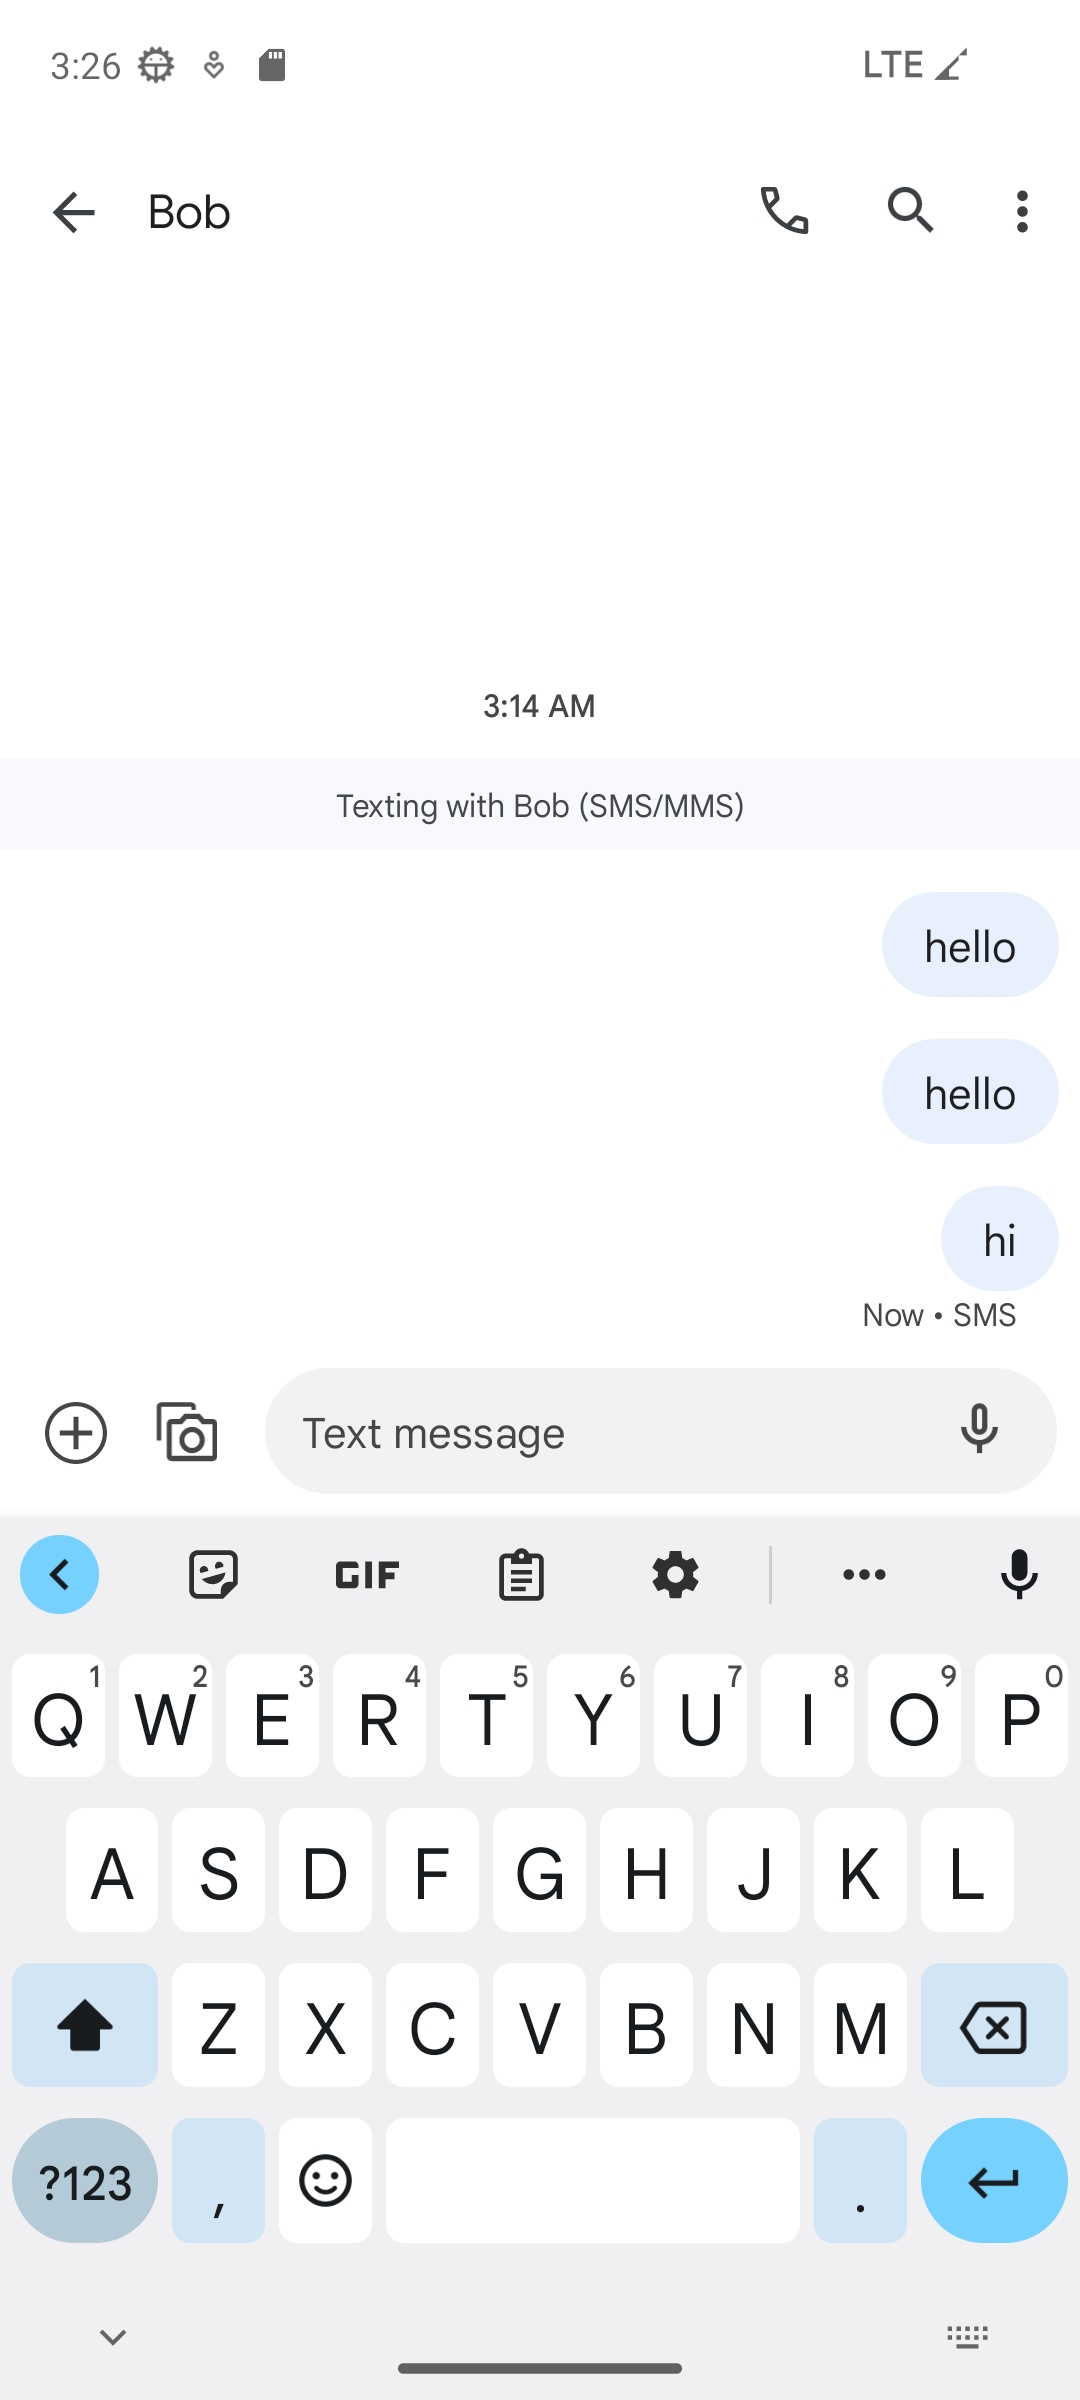 3:26 LTE
Bob
3:14 AM
Texting with Bob (SMS/MMS)
hello
hello
hi
Now • SMS
Text message
GIF
Q 1 W 2 E 3 R 4 T 5 Y 6 U 7 I 8 O 9 P 0
A S D F G H J K L
Z X C V B N M
?123 , .